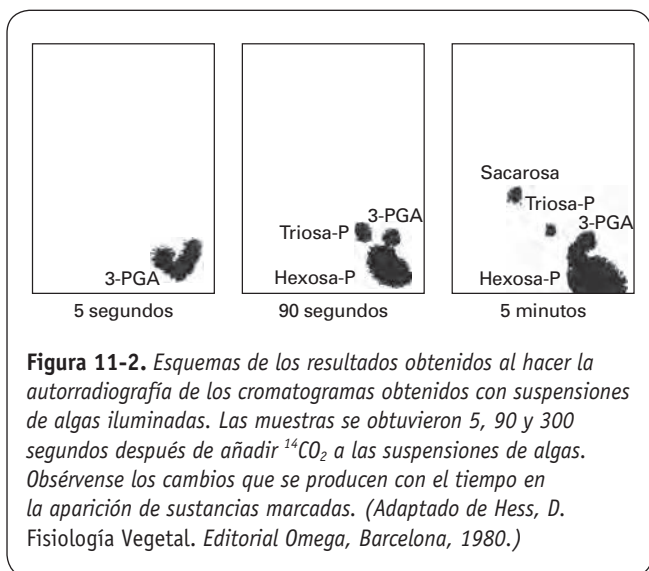 3-PGA
5 segundos
Triosa-P
3-PGA
Hexosa-P
90 segundos
Sacarosa
Triosa-P
3-PGA
Hexosa-P
5 minutos
Figura 11-2. Esquemas de los resultados obtenidos al hacer la
autorradiografía de los cromatogramas obtenidos con suspensiones
de algas iluminadas. Las muestras se obtuvieron 5, 90 y 300
segundos después de añadir ¹⁴CO₂ a las suspensiones de algas.
Obsérvense los cambios que se producen con el tiempo en
la aparición de sustancias marcadas. (Adaptado de Hess, D.
Fisiología Vegetal. Editorial Omega, Barcelona, 1980.)